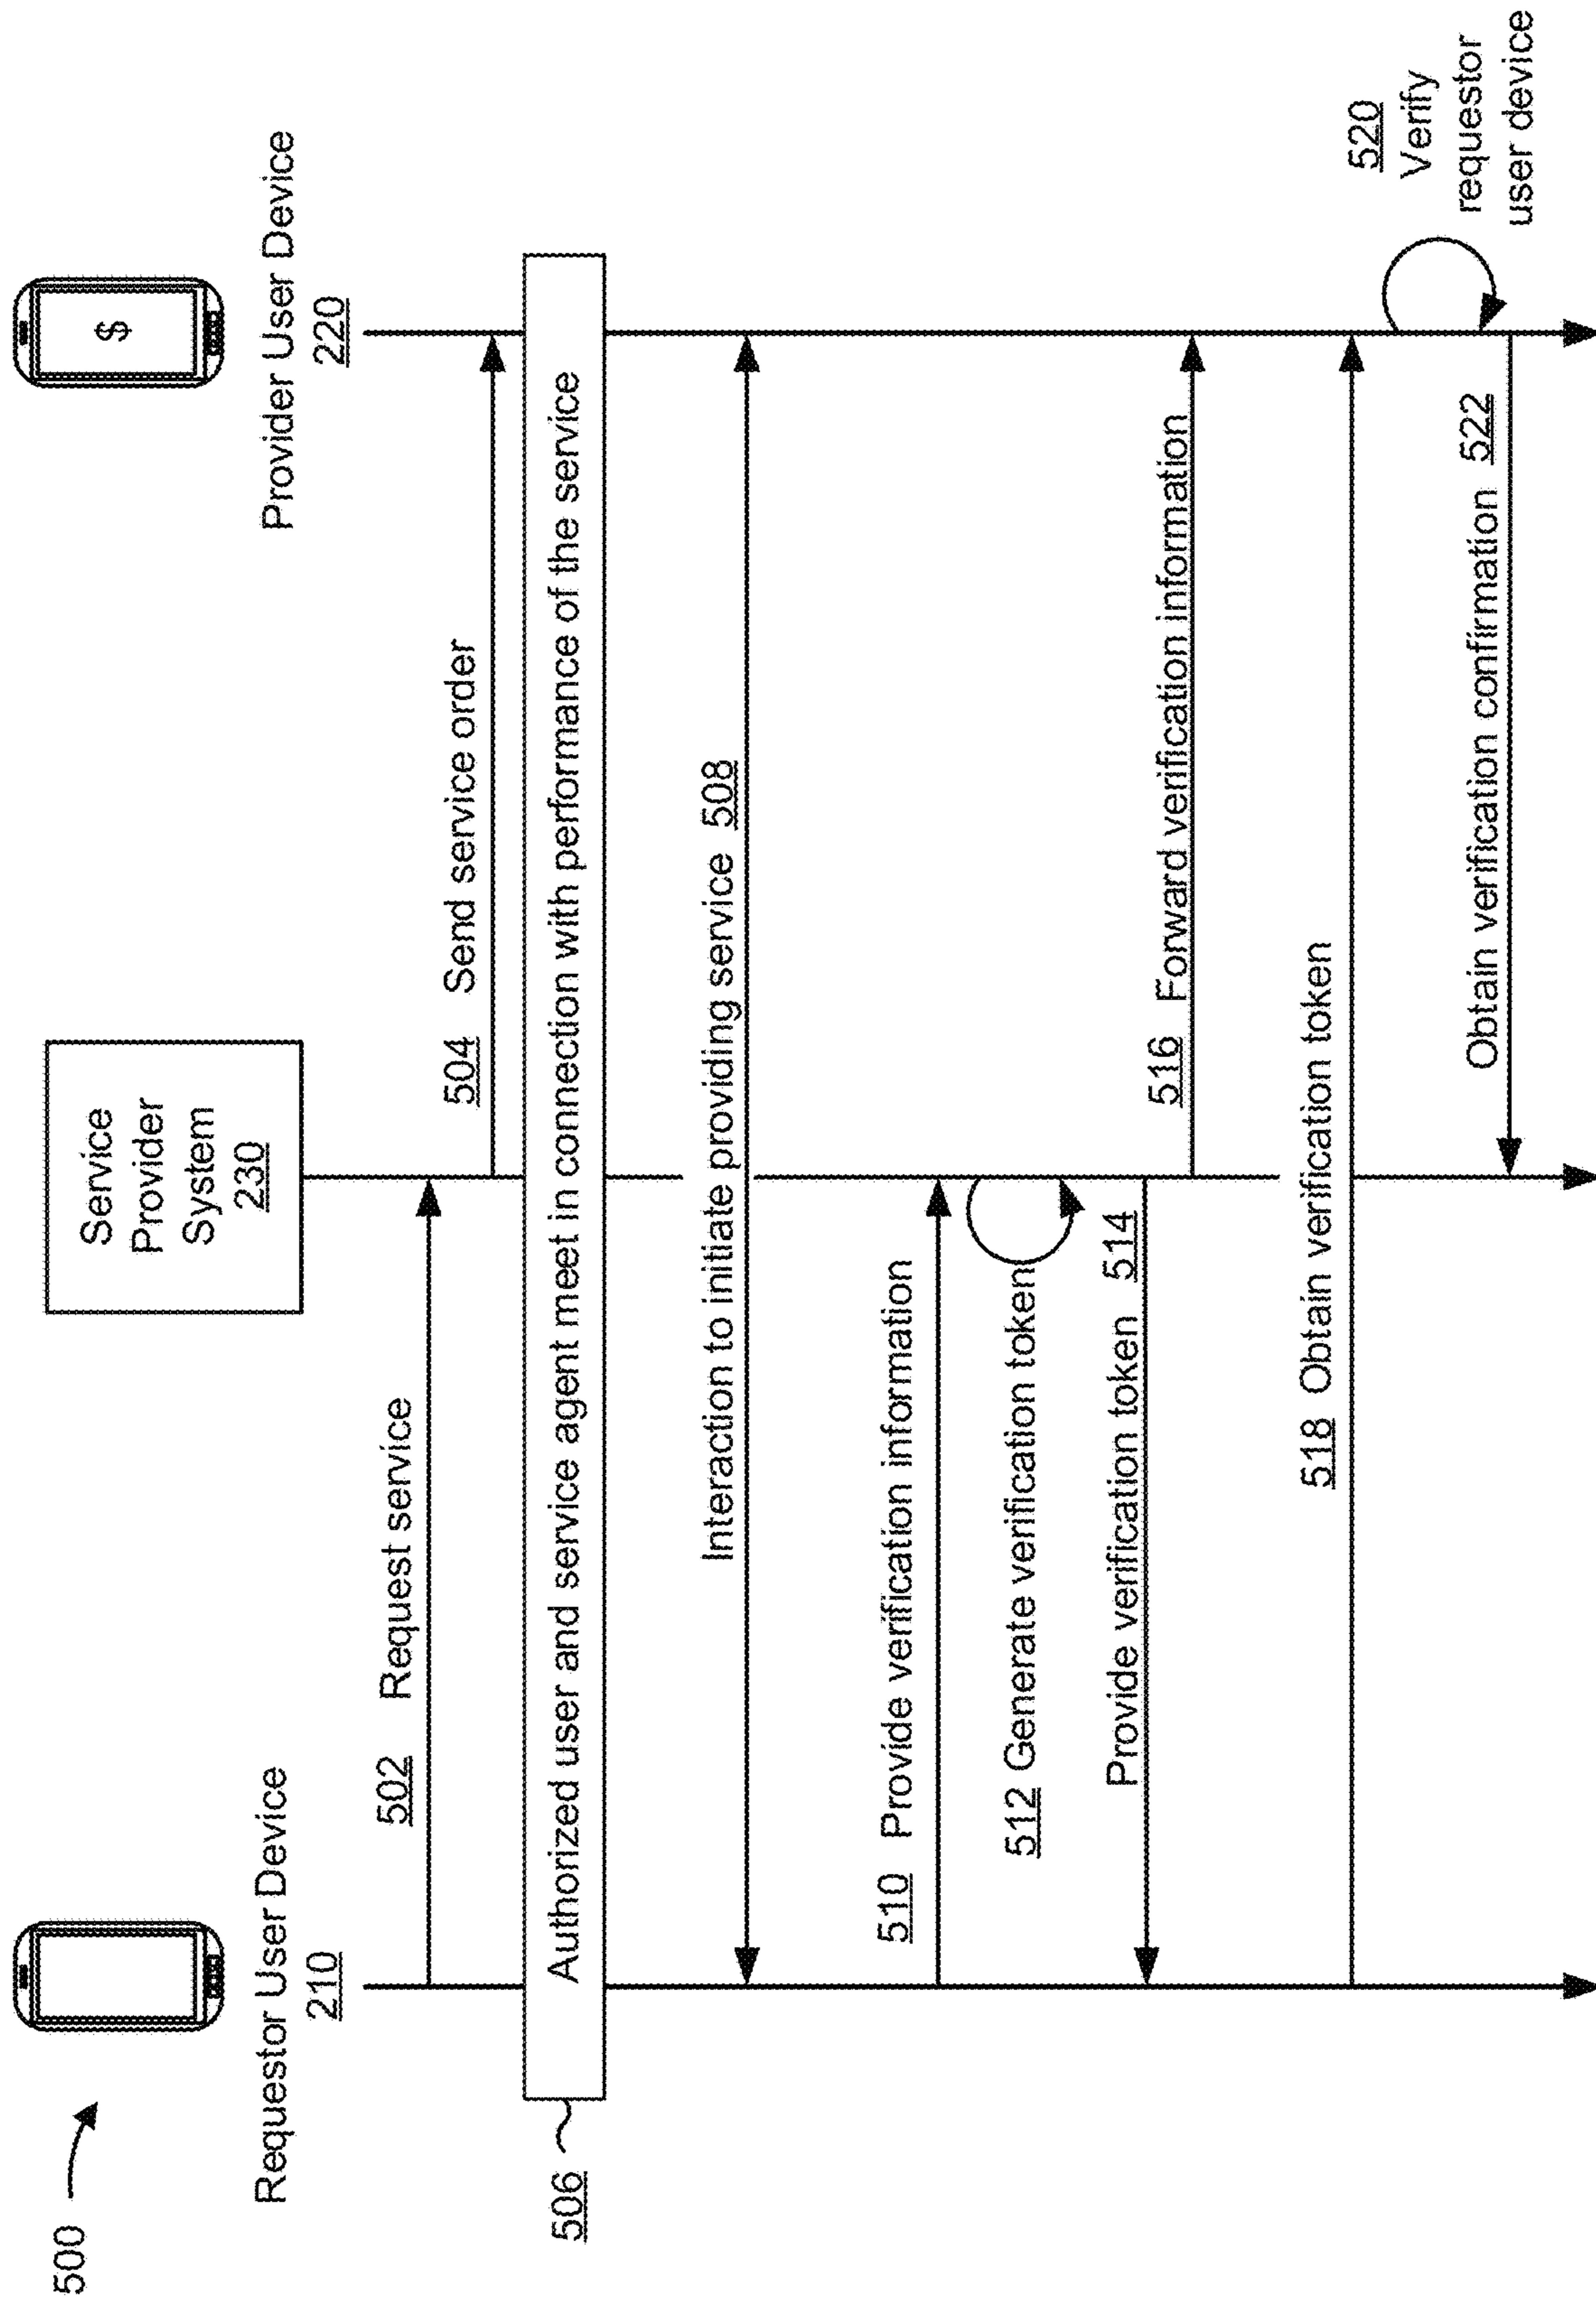 500
Requestor User Device
210
Service
Provider
System
230
$
Provider User Device
220
502 Request service
504 Send service order
506
Authorized user and service agent meet in connection with performance of the service
Interaction to initiate providing service 508
510 Provide verification information
512 Generate verification token
Provide verification token 514
516 Forward verification information
518 Obtain verification token
520
Verify
requestor
user device
Obtain verification confirmation 522